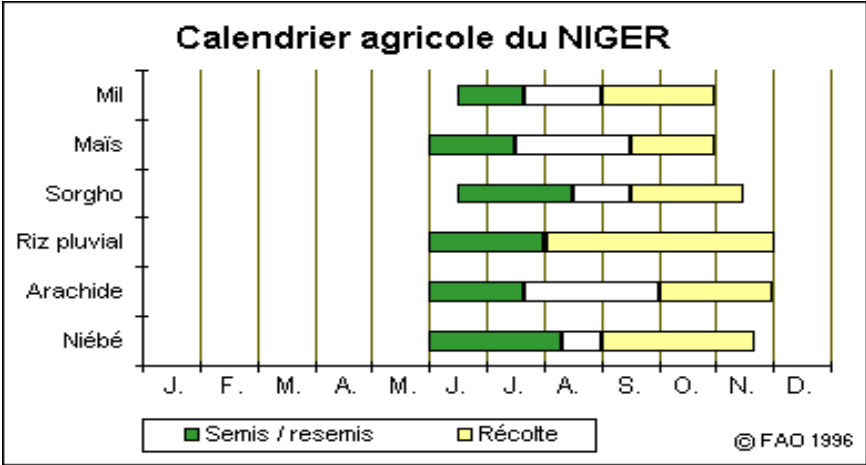 Calendrier agricole du NIGER
Mil
Maïs
Sorgho
Riz pluvial
Arachide
Niébé
J. F. M. A. M. J. J. A. S. O. N. D.
Semis / resemis Récolte
© FAO 1996